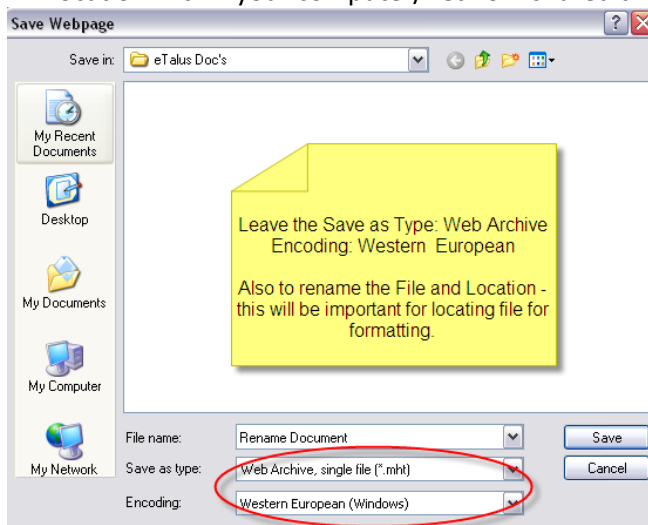 Save Webpage
Save in:
eTalus Doc's
My Recent
Documents
Desktop
My Documents
My Computer
My Network
Leave the Save as Type: Web Archive
Encoding: Western European
Also to rename the File and Location -
this will be important for locating file for
formatting.
File name:
Rename Document
Save
Save as type:
Web Archive, single file (*.mht)
Cancel
Encoding:
Western European (Windows)